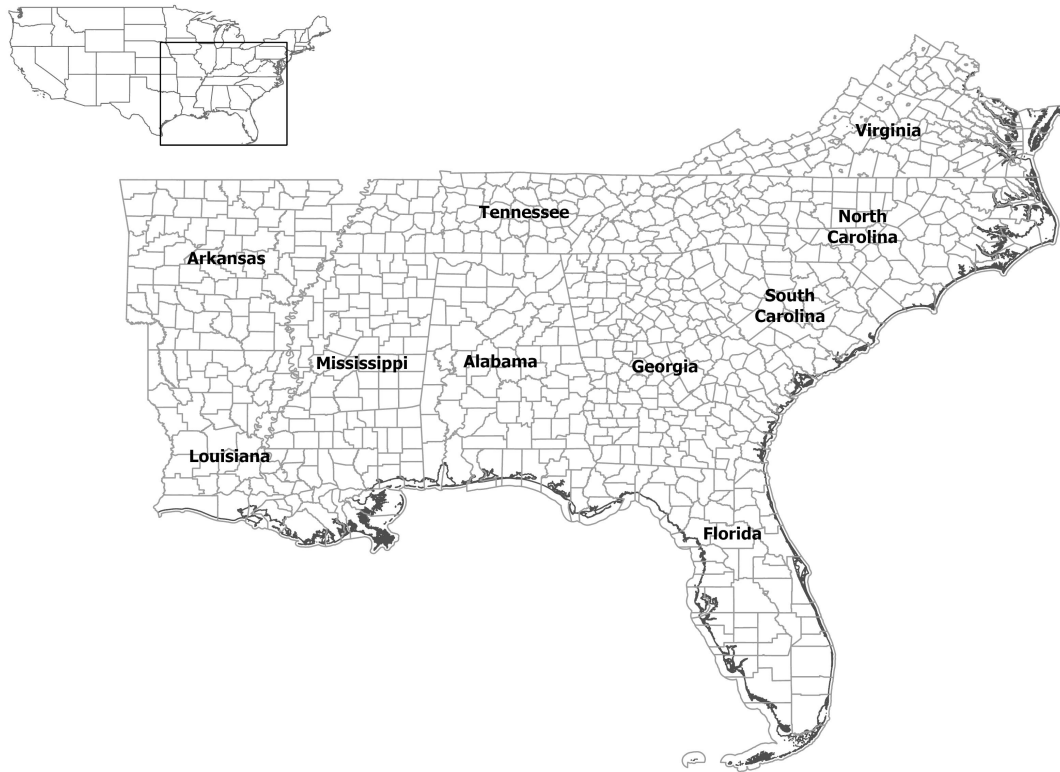 Virginia
Tennessee
North
Carolina
Arkansas
South
Carolina
Mississippi
Alabama
Georgia
Louisiana
Florida